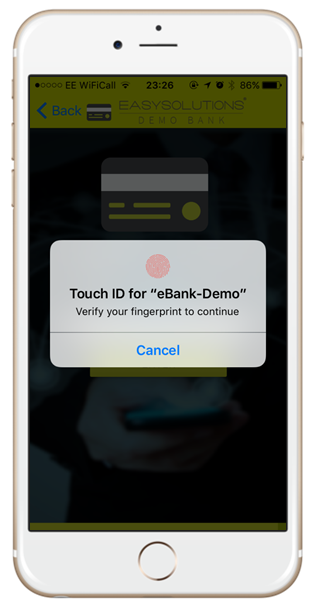 ●○○○○ EE WiFiCall 23:26 86%
Back EASYSOLUTIONS®
DEMO BANK
Touch ID for “eBank-Demo”
Verify your fingerprint to continue
Cancel